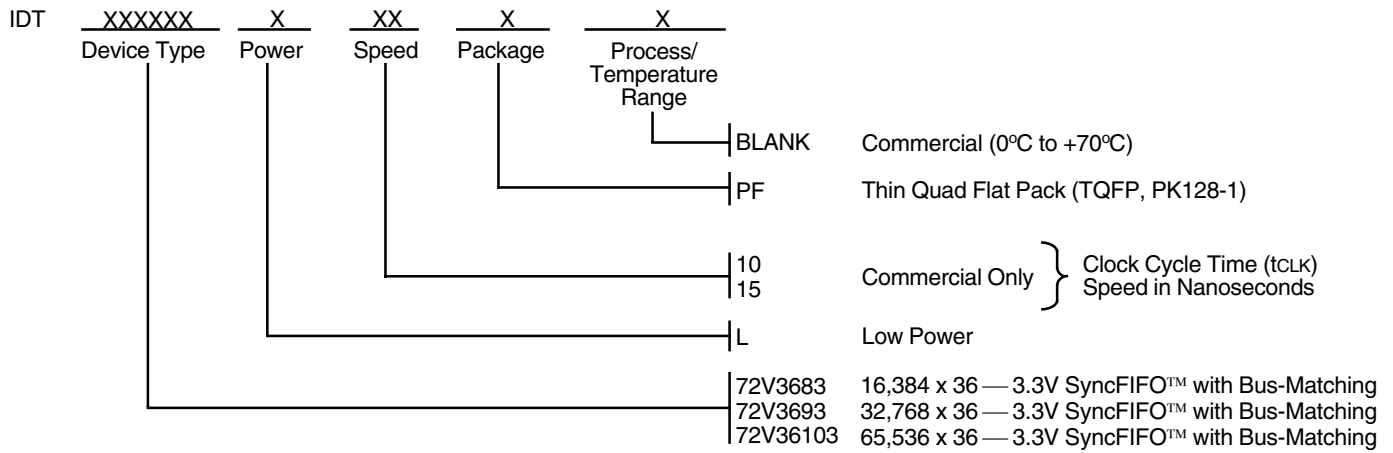 IDT XXXXXX X XX X X
Device Type Power Speed Package Process/
Temperature
Range
BLANK Commercial (0ºC to +70ºC)
PF Thin Quad Flat Pack (TQFP, PK128-1)
10
15
Commercial Only
Clock Cycle Time (tCLK)
Speed in Nanoseconds
L Low Power
72V3683 16,384 x 36 — 3.3V SyncFIFO™ with Bus-Matching
72V3693 32,768 x 36 — 3.3V SyncFIFO™ with Bus-Matching
72V36103 65,536 x 36 — 3.3V SyncFIFO™ with Bus-Matching